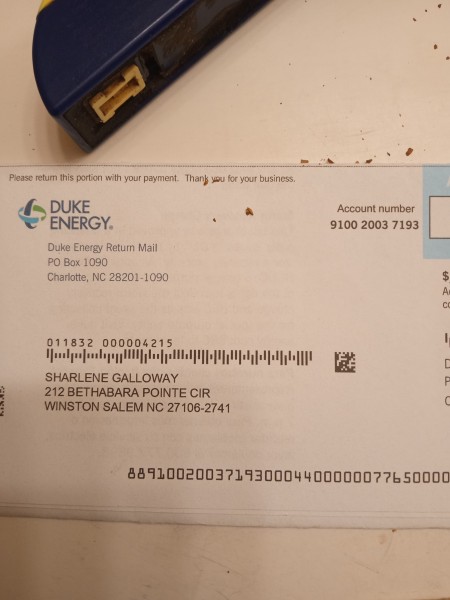 Please return this portion with your payment. Thank you for your business.
DUKE
ENERGY®
Account number
9100 2003 7193
Duke Energy Return Mail
PO Box 1090
Charlotte, NC 28201-1090
$
011832 000004215
SHARLENE GALLOWAY
212 BETHABARA POINTE CIR
WINSTON SALEM NC 27106-2741
889100200371930004400000077650000